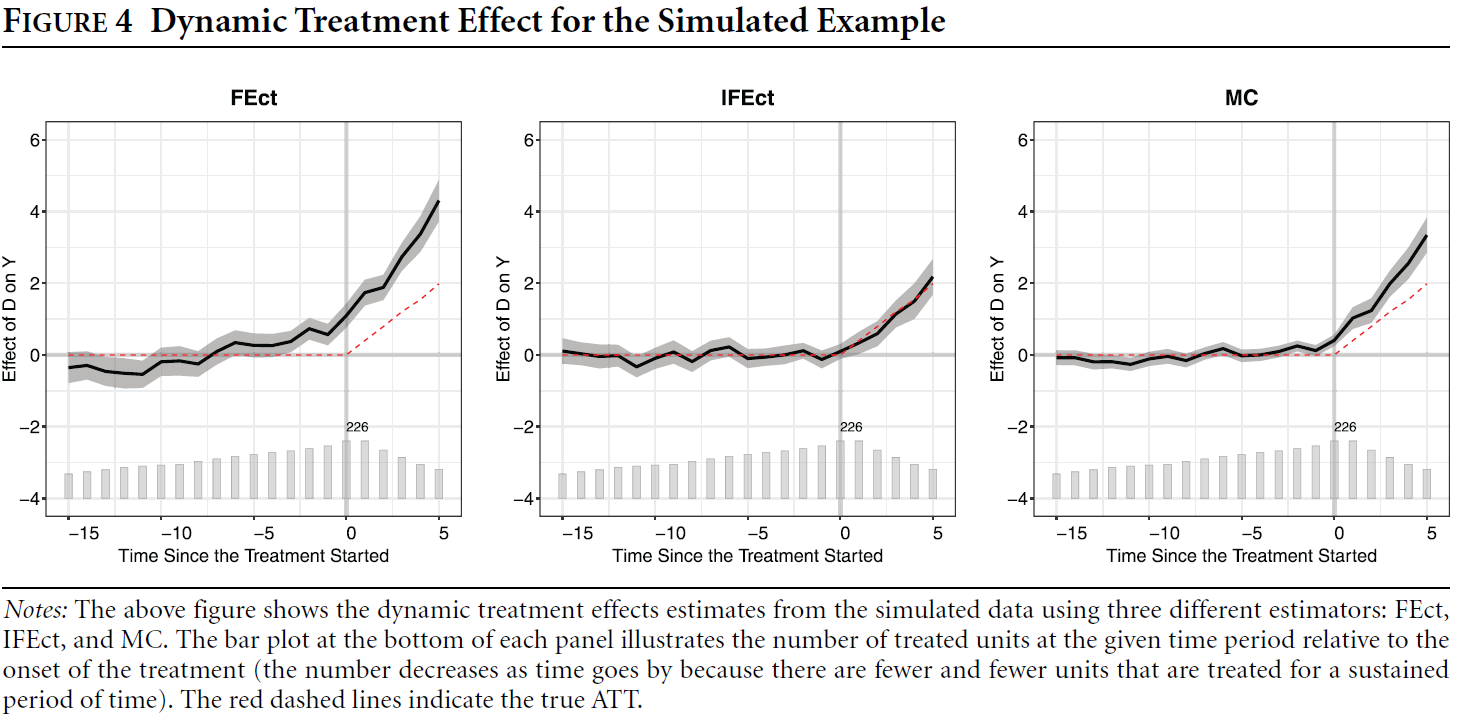 FIGURE 4 Dynamic Treatment Effect for the Simulated Example
FEct
IFEct
MC
Effect of D on Y
6
4
2
0
−2
−4
226
−15
−10
−5
0
5
Time Since the Treatment Started
Effect of D on Y
6
4
2
0
−2
−4
226
−15
−10
−5
0
5
Time Since the Treatment Started
Effect of D on Y
6
4
2
0
−2
−4
226
−15
−10
−5
0
5
Time Since the Treatment Started
Notes: The above figure shows the dynamic treatment effects estimates from the simulated data using three different estimators: FEct,
IFEct, and MC. The bar plot at the bottom of each panel illustrates the number of treated units at the given time period relative to the
onset of the treatment (the number decreases as time goes by because there are fewer and fewer units that are treated for a sustained
period of time). The red dashed lines indicate the true ATT.